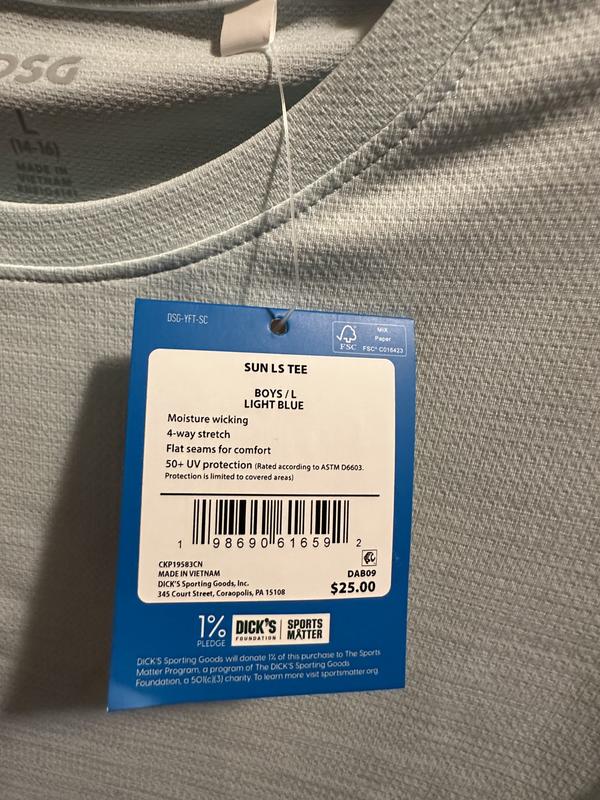 DSG
L
(14-16)
MADE IN
VIETNAM
DSG-YFT-SC
FSC
MIX
Paper
FSC® C016423
SUN LS TEE
BOYS / L
LIGHT BLUE
Moisture wicking
4-way stretch
Flat seams for comfort
50+ UV protection (Rated according to ASTM D6603.
Protection is limited to covered areas)
1 98690 61659 2
CKP19583CN
MADE IN VIETNAM
DICK'S Sporting Goods, Inc.
345 Court Street, Coraopolis, PA 15108
DAB09
$25.00
1%
PLEDGE
DICK'S
FOUNDATION
SPORTS
MATTER
DICK'S Sporting Goods will donate 1% of this purchase to The Sports
Matter Program, a program of The DICK'S Sporting Goods
Foundation, a 501(c)(3) charity. To learn more visit sportsmatter.org.